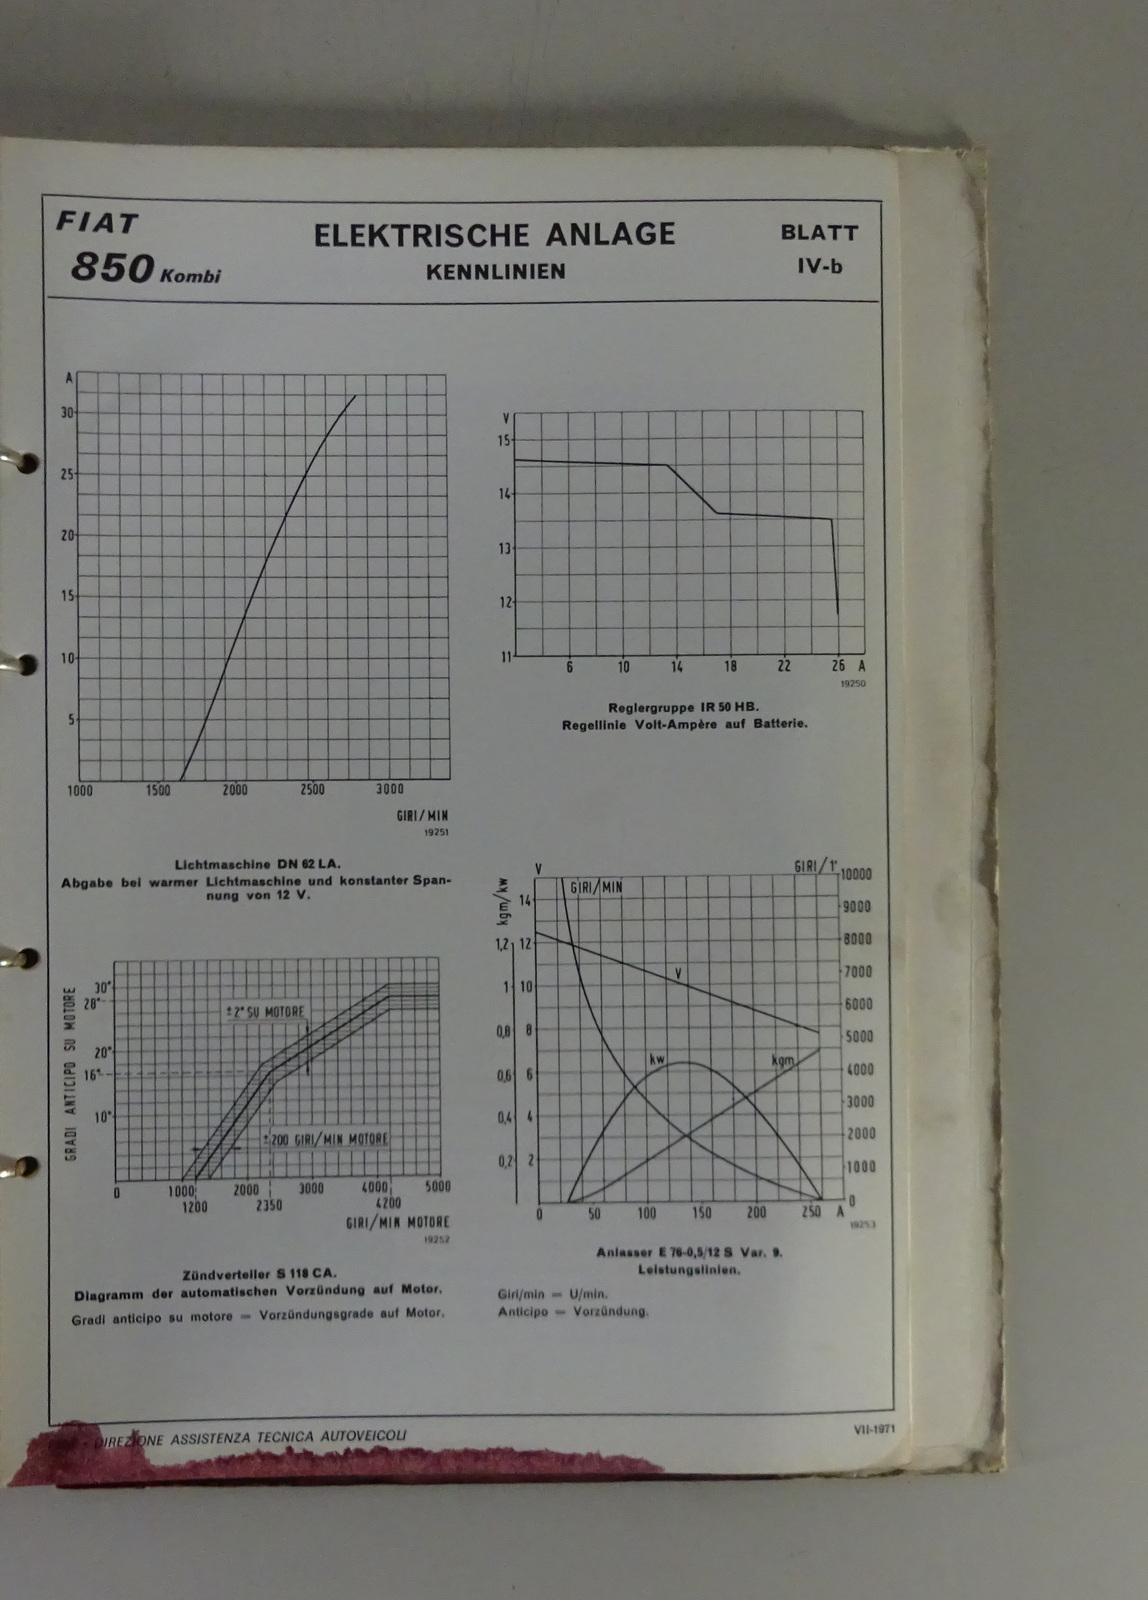 FIAT
850 Kombi
ELEKTRISCHE ANLAGE
KENNLINIEN
BLATT
IV-b
A
30
25
20
15
10
5
1000 1500 2000 2500 3000
GIRI/MIN
19251
Lichtmaschine DN 62 LA.
Abgabe bei warmer Lichtmaschine und konstanter Span-
nung von 12 V.
V
15
14
13
12
11
6 10 14 18 22 26 A
19250
Reglergruppe IR 50 HB.
Regellinie Volt-Ampère auf Batterie.
GRADI ANTICIPO SU MOTORE
30°
28°
20°
16°
10°
± 2° SU MOTORE
± 200 GIRI/MIN MOTORE
0 1000 2000 3000 4000 5000
1200 2350 4200
GIRI/MIN MOTORE
19252
Zündverteiler S 118 CA.
Diagramm der automatischen Vorzündung auf Motor.
Gradi anticipo su motore = Vorzündungsgrade auf Motor.
kgm/kw
V
GIRI/1'
GIRI/MIN
14
1,2 12
1 10
0,8 8
0,6 6
0,4 4
0,2 2
V
kw
kgm
10000
9000
8000
7000
6000
5000
4000
3000
2000
1000
0
0 50 100 150 200 250 A
19253
Anlasser E 76-0,5/12 S Var. 9.
Leistungslinien.
Giri/min = U/min.
Anticipo = Vorzündung.
- DIREZIONE ASSISTENZA TECNICA AUTOVEICOLI
VII-1971